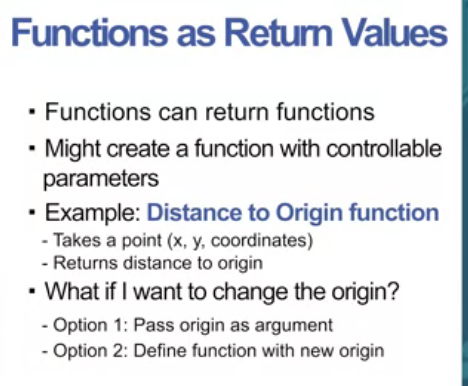 Functions as Return Values
▪ Functions can return functions
▪ Might create a function with controllable
parameters
▪ Example: Distance to Origin function
- Takes a point (x, y, coordinates)
- Returns distance to origin
▪ What if I want to change the origin?
- Option 1: Pass origin as argument
- Option 2: Define function with new origin